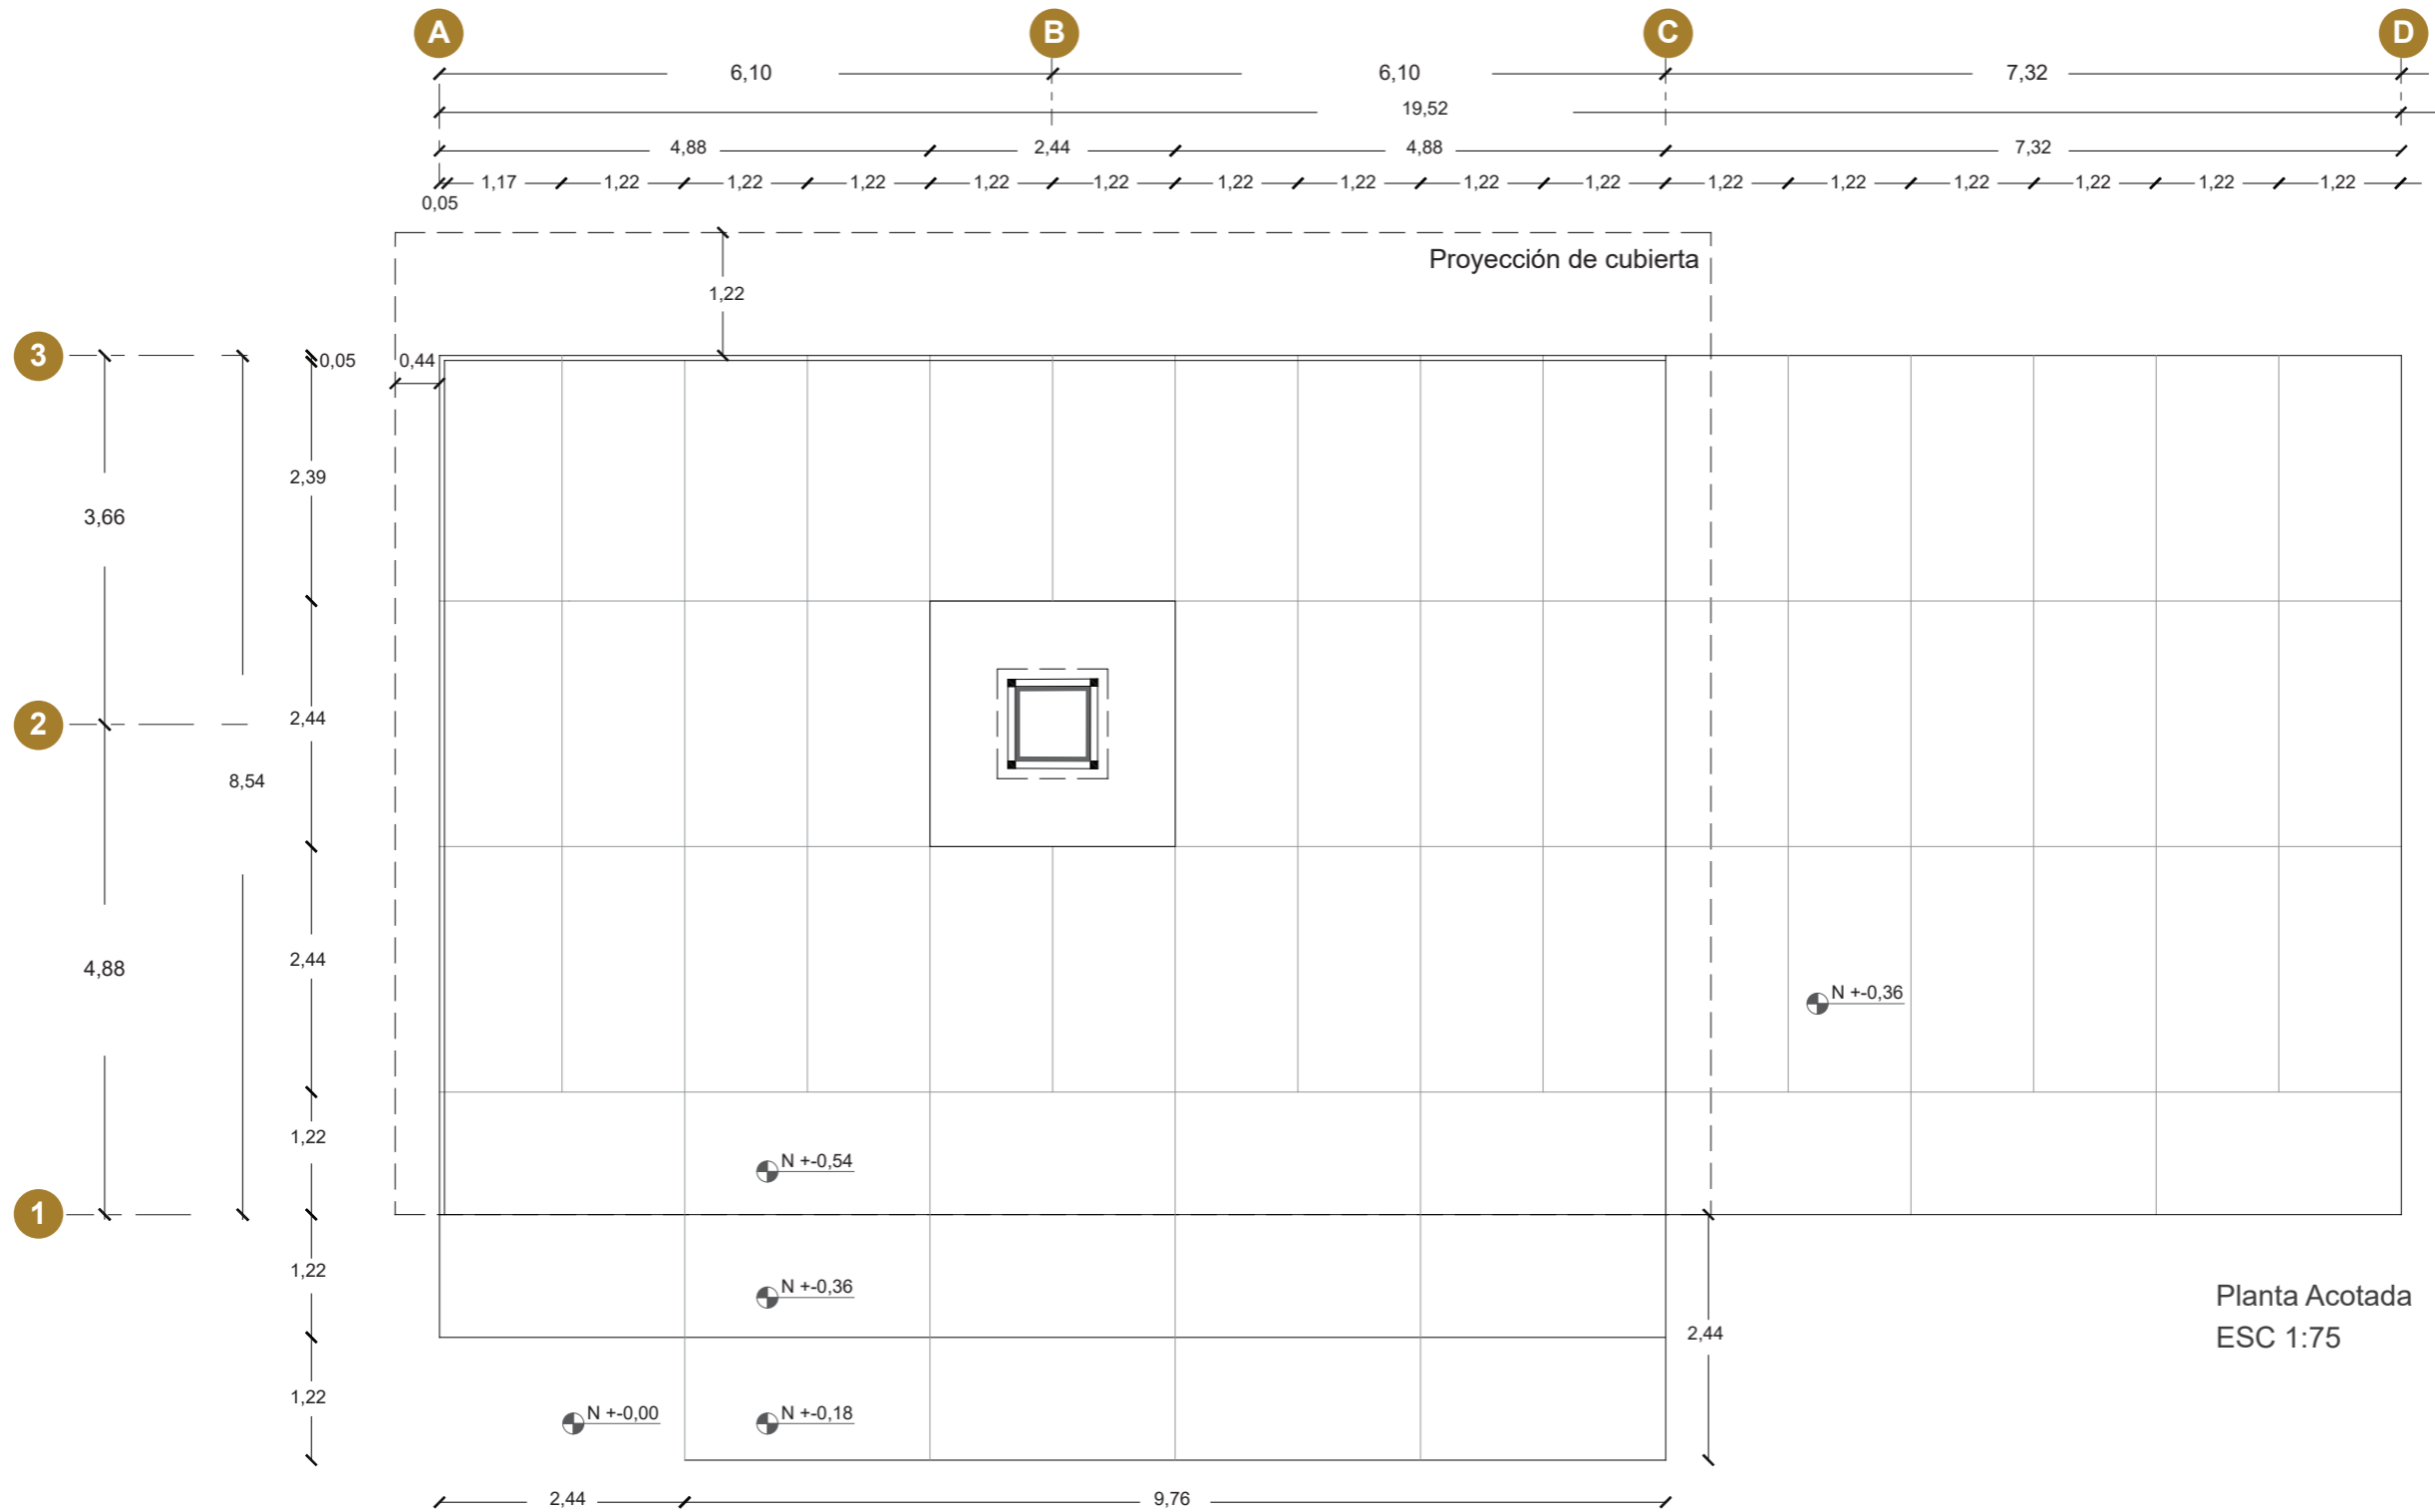 A B C D
6,10 6,10 7,32
19,52
4,88 2,44 4,88 7,32
1,17 1,22 1,22 1,22 1,22 1,22 1,22 1,22 1,22 1,22 1,22 1,22 1,22 1,22 1,22 1,22
0,05
Proyección de cubierta
1,22
3 0,05 0,44
2,39
3,66
2 2,44
8,54
2,44
4,88
N +-0,36
1,22
N +-0,54
1
1,22
N +-0,36
Planta Acotada
2,44
ESC 1:75
1,22
N +-0,00 N +-0,18
2,44 9,76